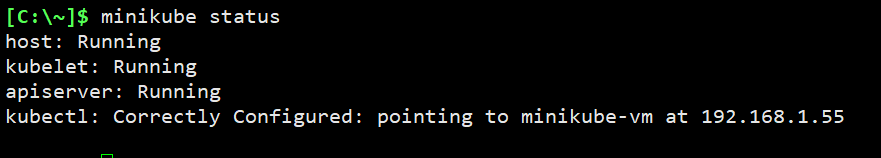 [C:\~]$ minikube status
host: Running
kubelet: Running
apiserver: Running
kubectl: Correctly Configured: pointing to minikube-vm at 192.168.1.55